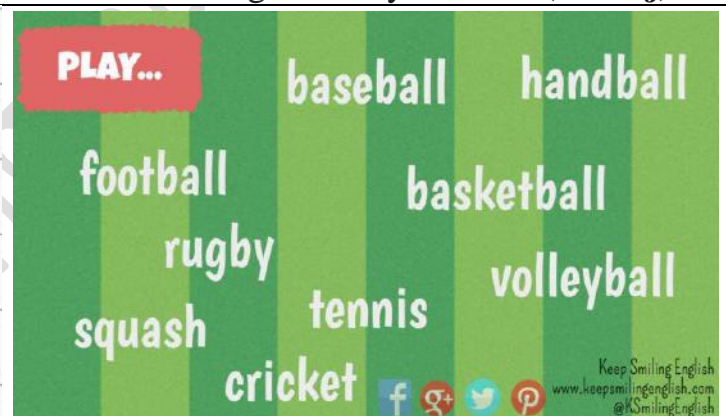 PLAY...
baseball
handball
football
basketball
rugby
volleyball
tennis
squash
cricket
Keep Smiling English
www.keepsmilingenglish.com
@KSmilingEnglish